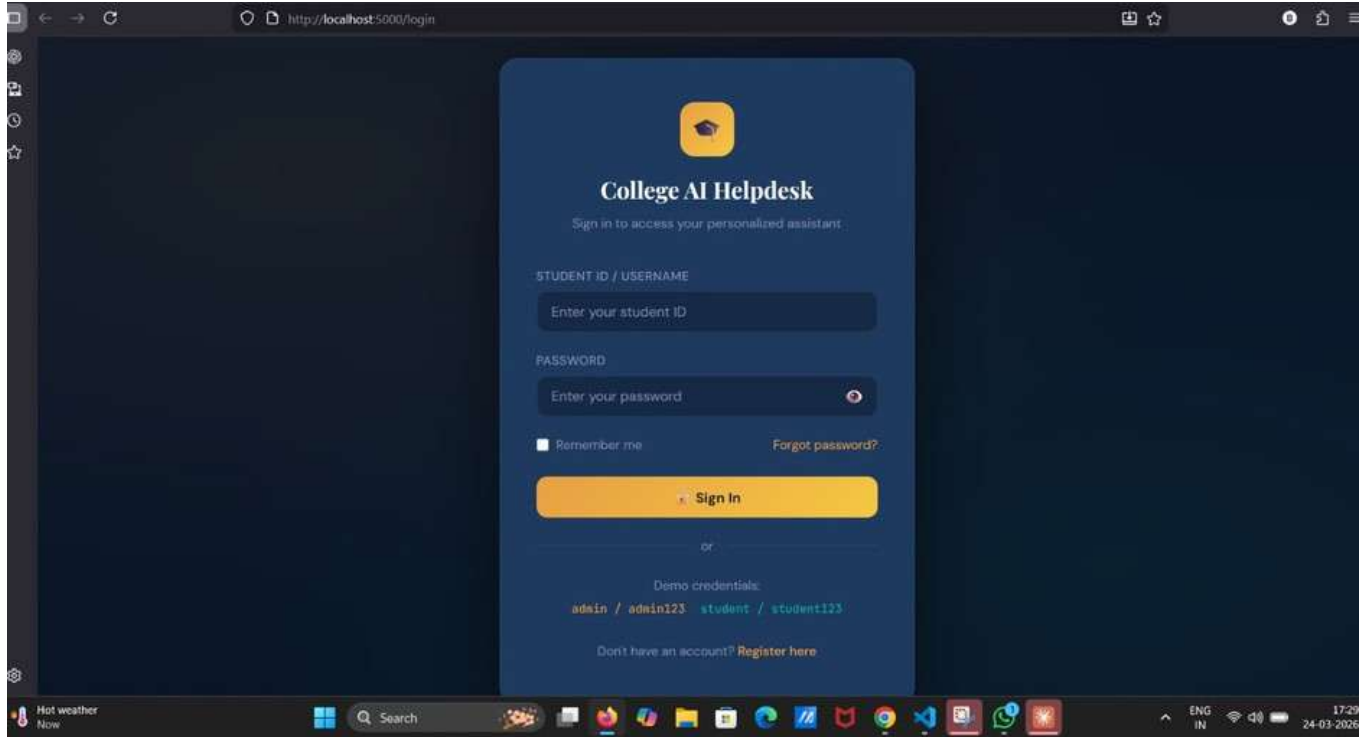 http://localhost:5000/login
College AI Helpdesk
Sign in to access your personalized assistant
STUDENT ID / USERNAME
Enter your student ID
PASSWORD
Enter your password
Remember me Forgot password?
Sign In
or
Demo credentials:
admin / admin123 student / student123
Don't have an account? Register here
Hot weather
Now
Search
ENG
IN
17:29
24-03-2026